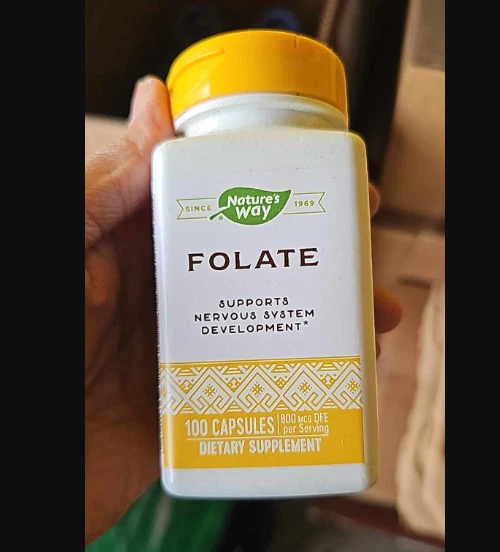 SINCE Nature's Way® 1969
FOLATE
SUPPORTS
NERVOUS SYSTEM
DEVELOPMENT*
100 CAPSULES 800 MCG DFE
per Serving
DIETARY SUPPLEMENT